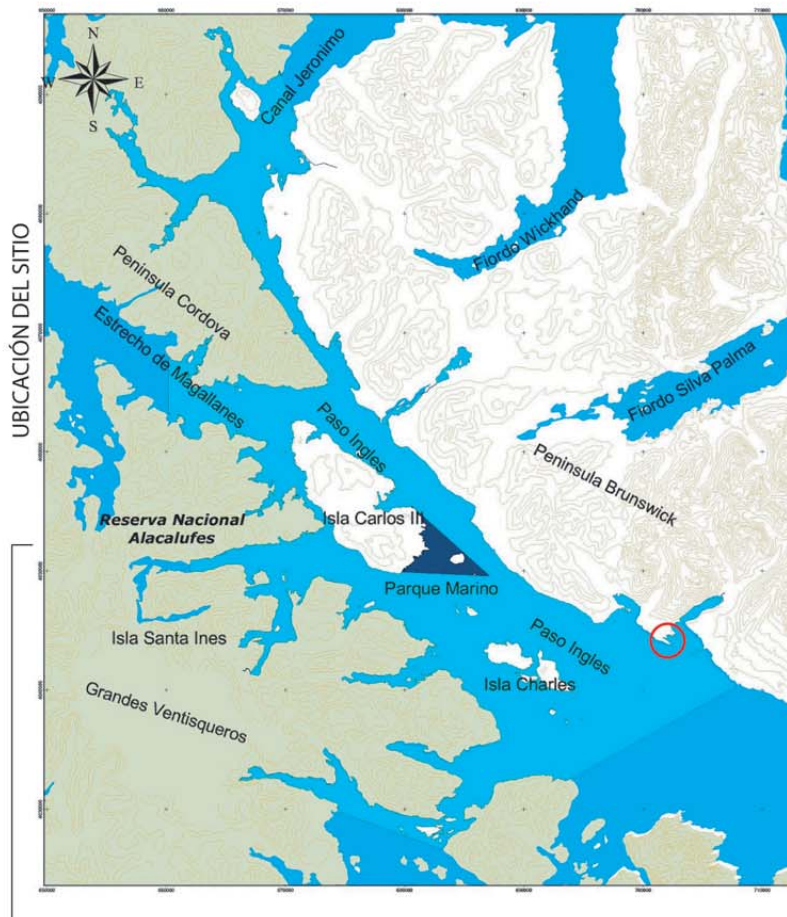 UBICACIÓN DEL SITIO
N
W E
S
Canal Jeronimo
Fiordo Wickhand
Peninsula Cordova
Estrecho de Magallanes
Fiordo Silva Palma
Paso Ingles
Peninsula Brunswick
Isla Carlos III
Reserva Nacional
Alacalufes
Parque Marino
Isla Santa Ines
Paso Ingles
Isla Charles
Grandes Ventisqueros